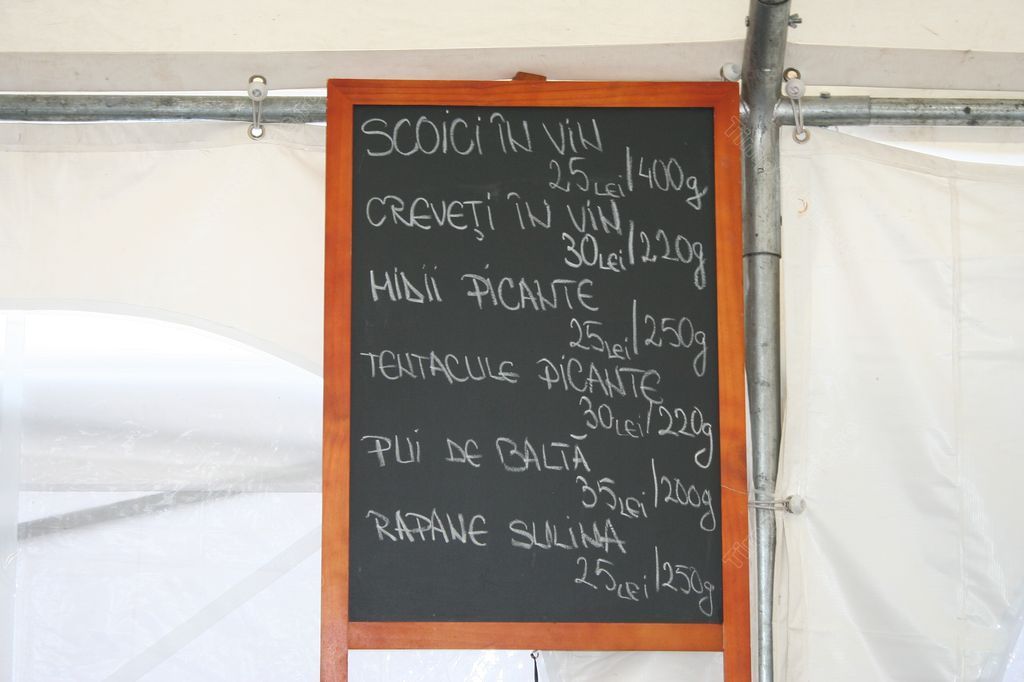 SCOICI ÎN VIN
25 LEI/400g
CREVEŢI ÎN VIN
30 LEI/220g
MIDII PICANTE
25 LEI/250g
TENTACULE PICANTE
30 LEI/220g
PUI DE BALTĂ
35 LEI/200g
RAPANE SULINA
25 LEI/250g